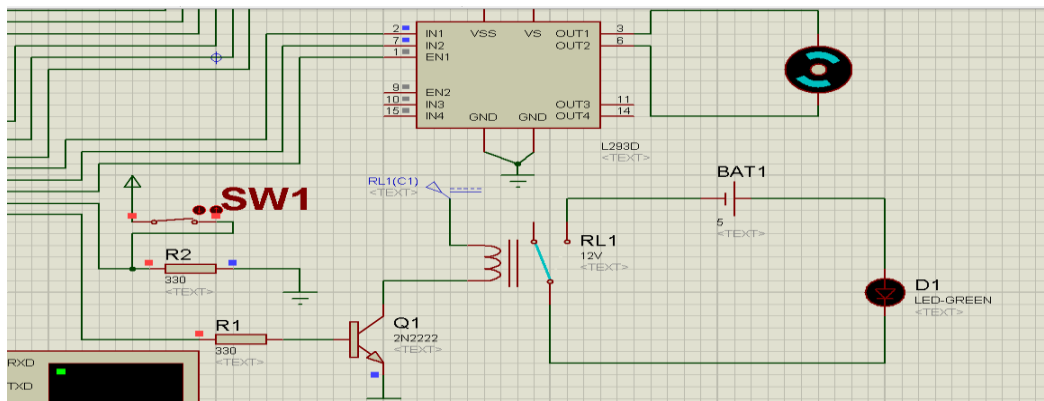 2
7
1
IN1
IN2
EN1
VSS
VS
OUT1
OUT2
3
6
9
10
15
EN2
IN3
IN4
OUT3
OUT4
11
14
GND
GND
L293D
<TEXT>
RL1(C1)
<TEXT>
BAT1
5
<TEXT>
SW1
R2
330
<TEXT>
RL1
12V
<TEXT>
D1
LED-GREEN
<TEXT>
R1
330
<TEXT>
Q1
2N2222
<TEXT>
RXD
TXD